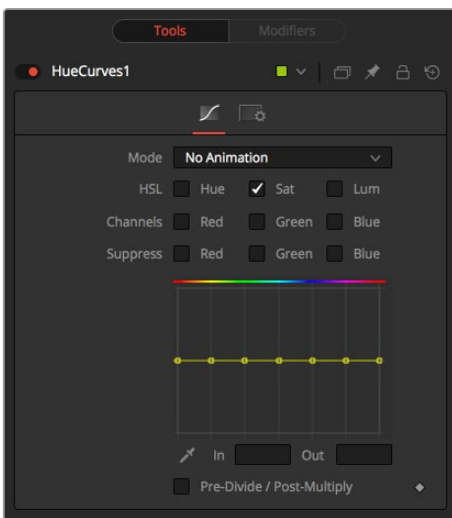 Tools Modifiers
HueCurves1
Mode No Animation
HSL Hue Sat Lum
Channels Red Green Blue
Suppress Red Green Blue
In Out
Pre-Divide / Post-Multiply